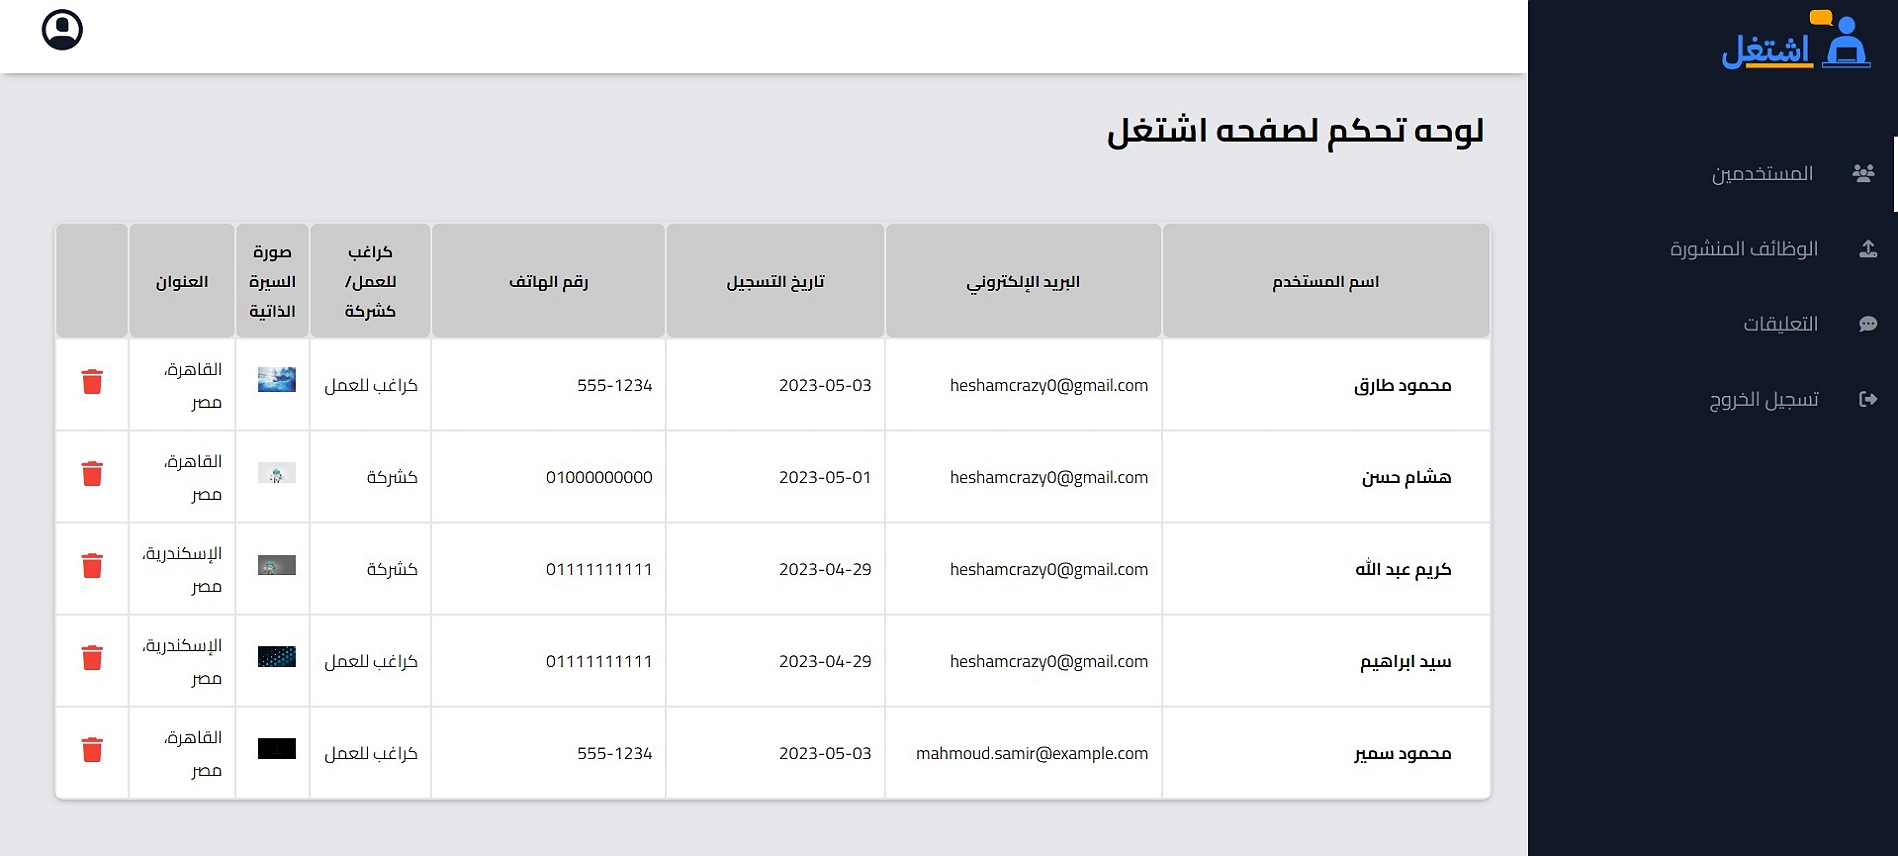 اشتغل
المستخدمين
الوظائف المنشورة
التعليقات
تسجيل الخروج
لوحه تحكم لصفحه اشتغل
اسم المستخدم
البريد الإلكتروني
تاريخ التسجيل
رقم الهاتف
كراغب
للعمل/
كشركة
صورة
السيرة
الذاتية
العنوان
محمود طارق
heshamcrazy0@gmail.com
2023-05-03
555-1234
كراغب للعمل
القاهرة،
مصر
هشام حسن
heshamcrazy0@gmail.com
2023-05-01
01000000000
كشركة
القاهرة،
مصر
كريم عبد الله
heshamcrazy0@gmail.com
2023-04-29
01111111111
كشركة
الإسكندرية،
مصر
سيد ابراهيم
heshamcrazy0@gmail.com
2023-04-29
01111111111
كراغب للعمل
الإسكندرية،
مصر
محمود سمير
mahmoud.samir@example.com
2023-05-03
555-1234
كراغب للعمل
القاهرة،
مصر